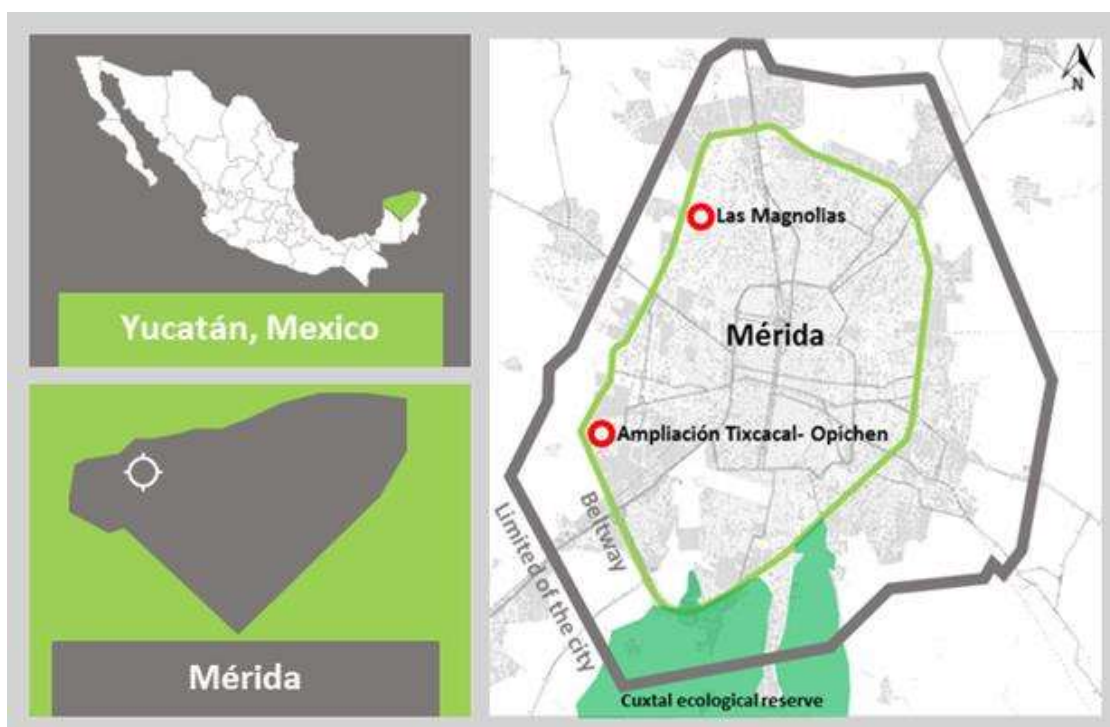 Yucatán, Mexico
Mérida
N
Las Magnolias
Mérida
Ampliación Tixcacal- Opichen
Beltway
Limited of the city
Cuxtal ecological reserve